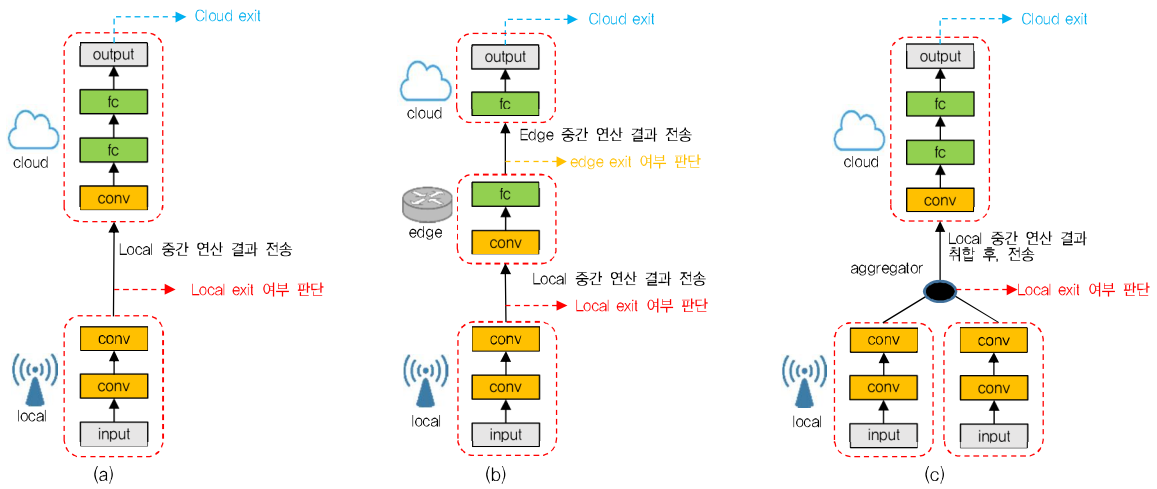 Cloud exit
output
fc
fc
conv
cloud
Local 중간 연산 결과 전송
Local exit 여부 판단
conv
conv
input
local
(a)
Cloud exit
output
fc
cloud
Edge 중간 연산 결과 전송
edge exit 여부 판단
fc
conv
edge
Local 중간 연산 결과 전송
Local exit 여부 판단
conv
conv
input
local
(b)
Cloud exit
output
fc
fc
conv
cloud
Local 중간 연산 결과
취합 후, 전송
aggregator
Local exit 여부 판단
conv
conv
input
conv
conv
input
local
(c)